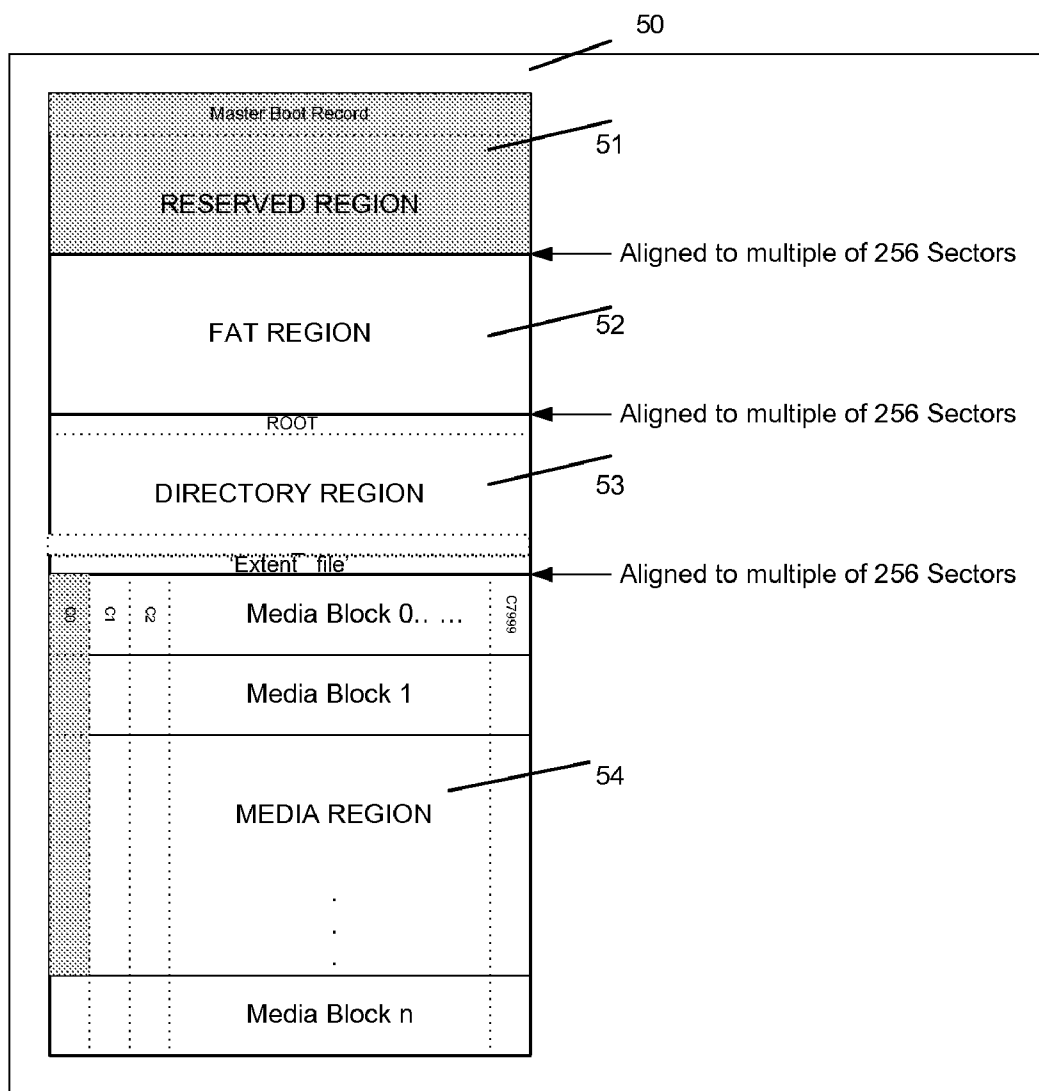 50
Master Boot Record
51
RESERVED REGION
Aligned to multiple of 256 Sectors
FAT REGION
52
Aligned to multiple of 256 Sectors
ROOT
DIRECTORY REGION
53
'Extent file'
Aligned to multiple of 256 Sectors
C0
C1
C2
Media Block 0.. ...
C7999
Media Block 1
54
MEDIA REGION
.
.
.
Media Block n